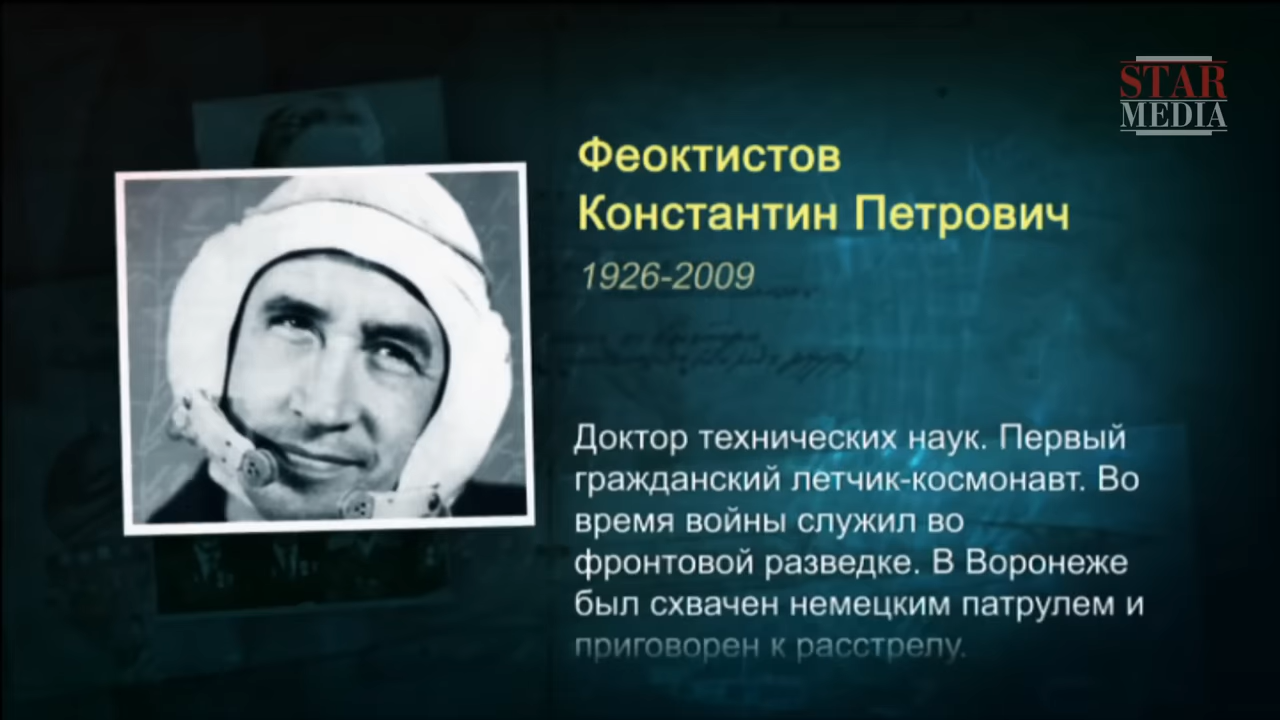 STAR
MEDIA
Феоктистов
Константин Петрович
1926-2009
Доктор технических наук. Первый
гражданский летчик-космонавт. Во
время войны служил во
фронтовой разведке. В Воронеже
был схвачен немецким патрулем и
приговорен к расстрелу.